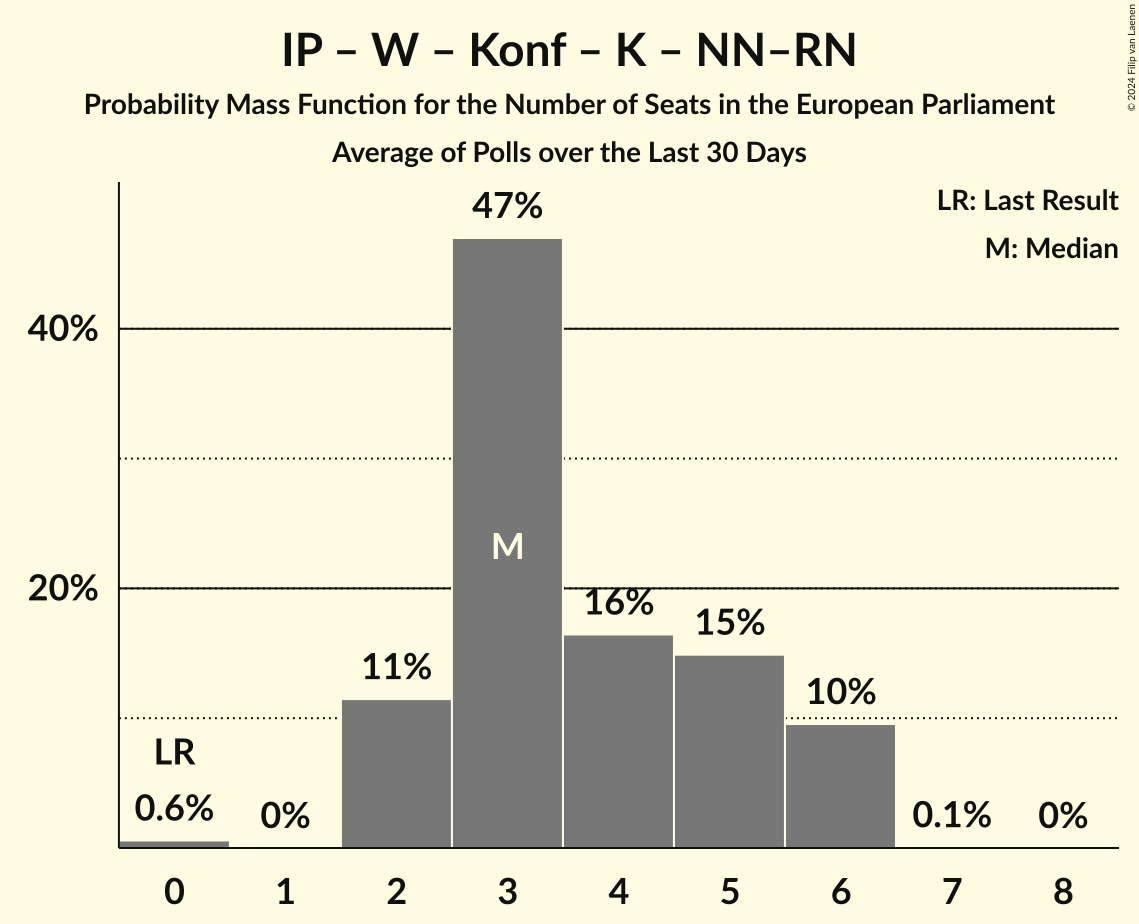 IP – W – Konf – K – NN–RN
Probability Mass Function for the Number of Seats in the European Parliament
Average of Polls over the Last 30 Days
© 2024 Filip van Laenen
LR: Last Result
M: Median
47%
40%
M
20%
16%
15%
11%
10%
LR
0.6%
0%
0.1%
0%
0 1 2 3 4 5 6 7 8